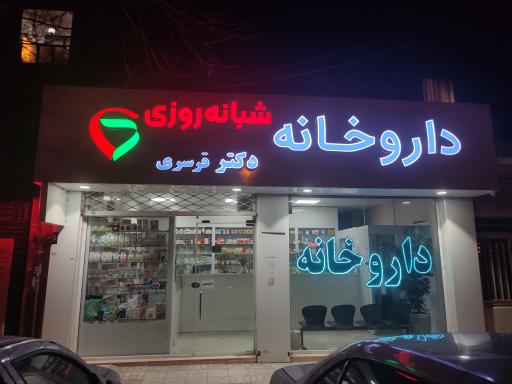 داروخانه شبانه‌روزی
دکتر قرسری
داروخانه